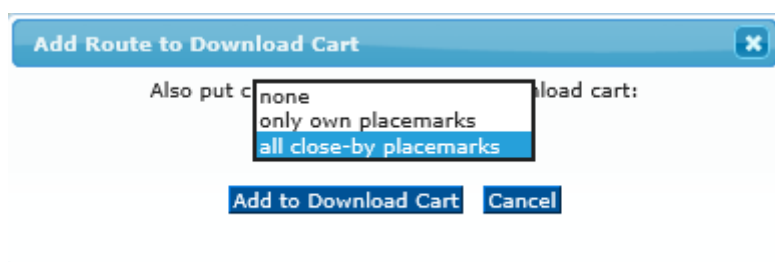 Add Route to Download Cart
Also put c load cart:
none
only own placemarks
all close-by placemarks
Add to Download Cart Cancel